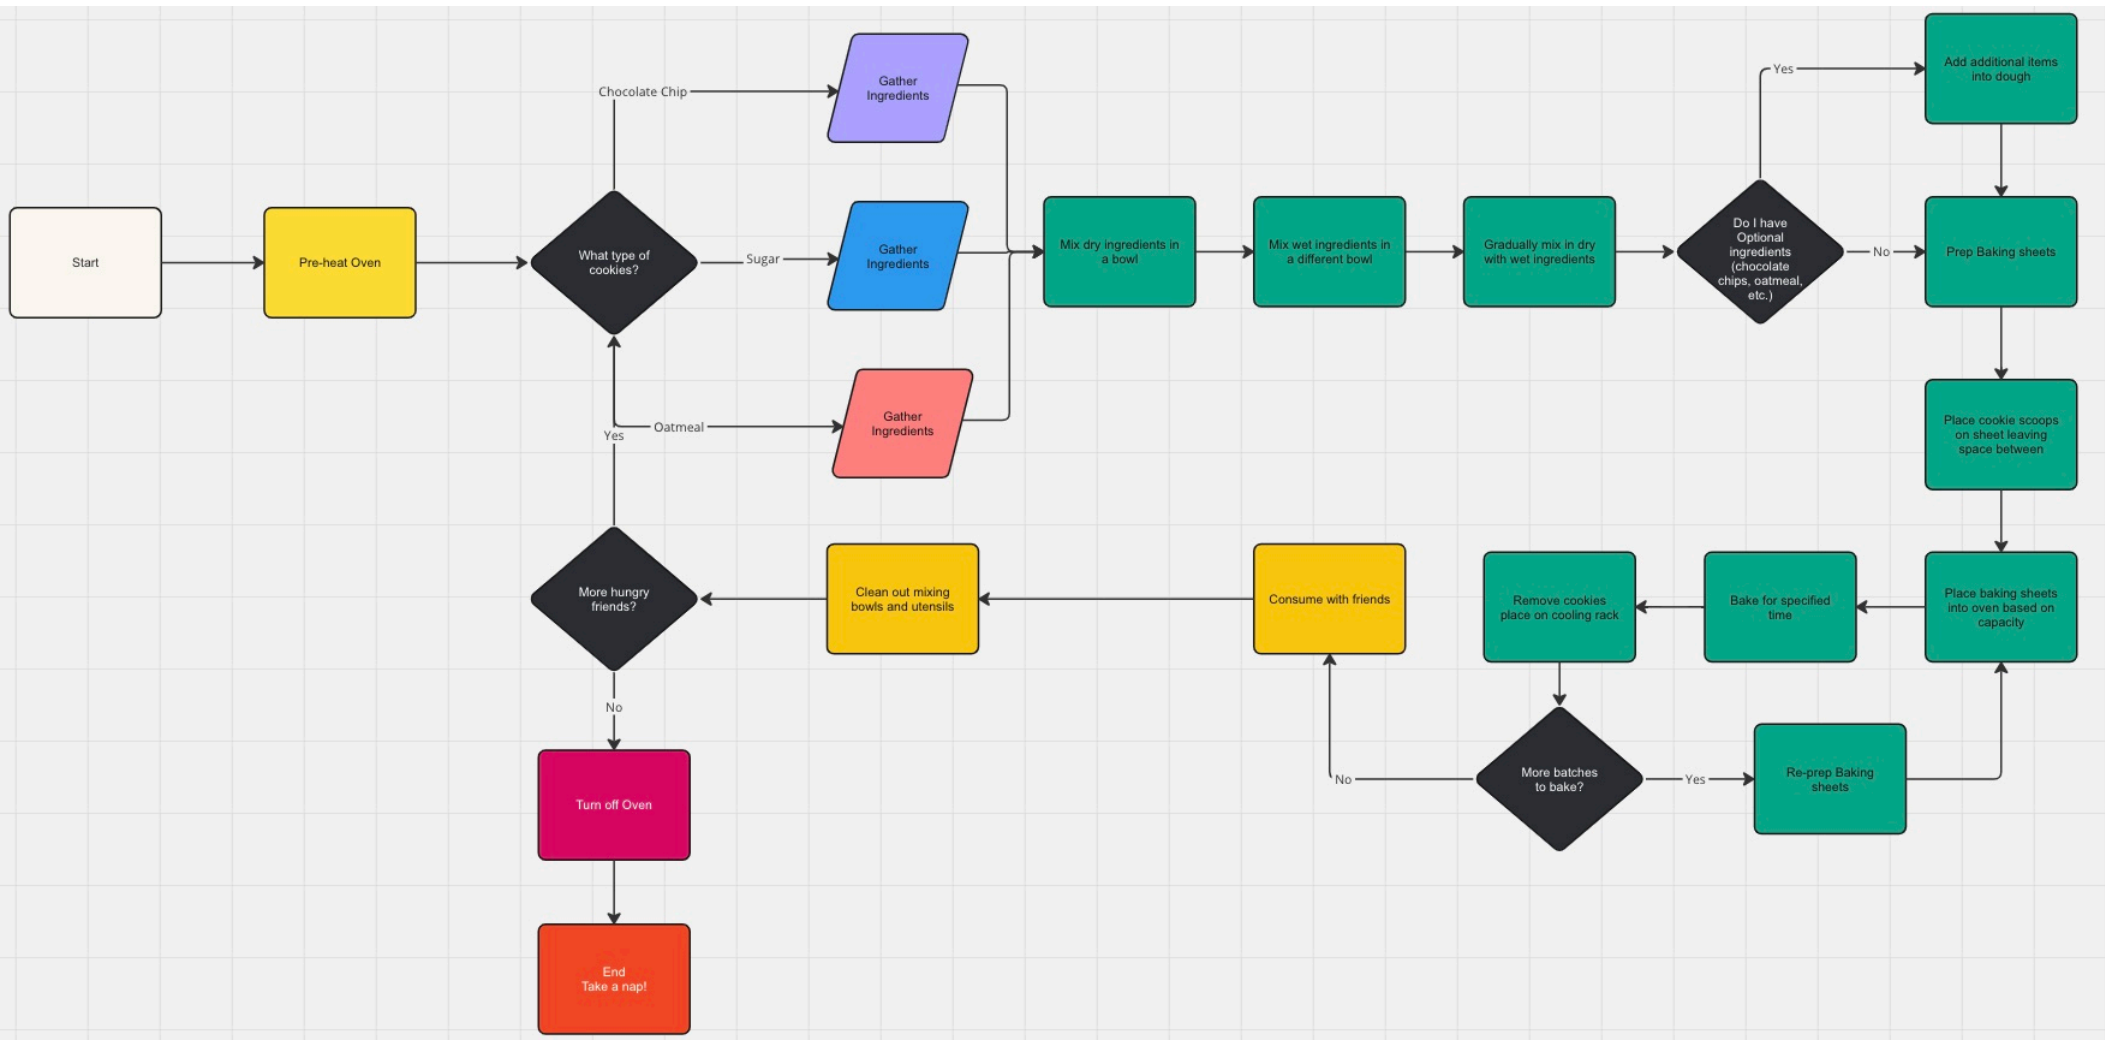 Start
Pre-heat Oven
What type of
cookies?
Chocolate Chip
Sugar
Oatmeal
Gather
Ingredients
Gather
Ingredients
Gather
Ingredients
Mix dry ingredients in
a bowl
Mix wet ingredients in
a different bowl
Gradually mix in dry
with wet ingredients
Do I have
Optional
ingredients
(chocolate
chips, oatmeal,
etc.)
Yes
No
Add additional items
into dough
Prep Baking sheets
Place cookie scoops
on sheet leaving
space between
Place baking sheets
into oven based on
capacity
Bake for specified
time
Remove cookies
place on cooling rack
More batches
to bake?
Yes
Re-prep Baking
sheets
No
Consume with friends
Clean out mixing
bowls and utensils
More hungry
friends?
Yes
No
Turn off Oven
End
Take a nap!